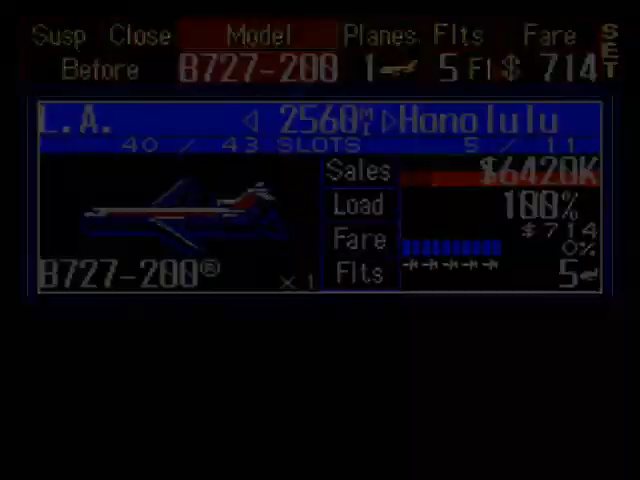 Susp Close Model Planes Flts Fare SET
Before B727-200 1 5 Fl $ 714
L.A. 2560MI Honolulu
40 / 43 SLOTS 5 / 11
Sales $6420K
Load 100%
$714
Fare 0%
B727-200® ×1 Flts 5